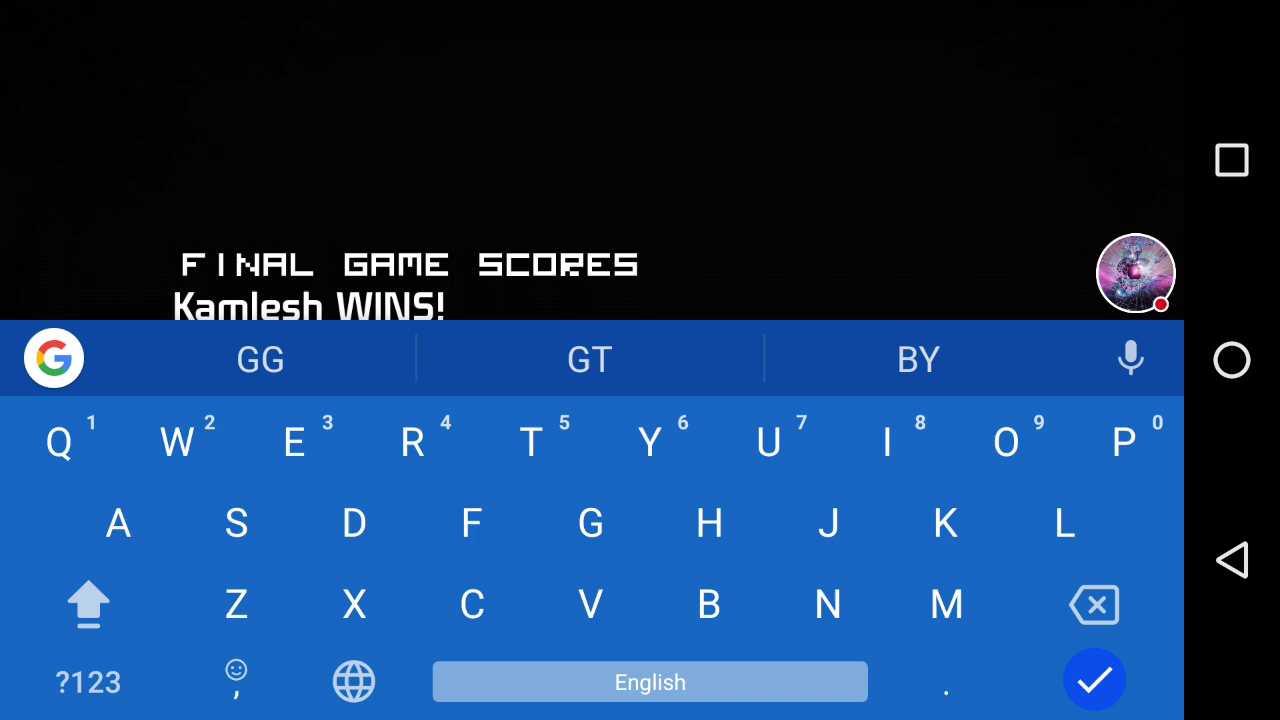 FINAL GAME SCORES
Kamlesh WINS!
GG GT BY
Q 1 W 2 E 3 R 4 T 5 Y 6 U 7 I 8 O 9 P 0
A S D F G H J K L
Z X C V B N M
?123 , English .